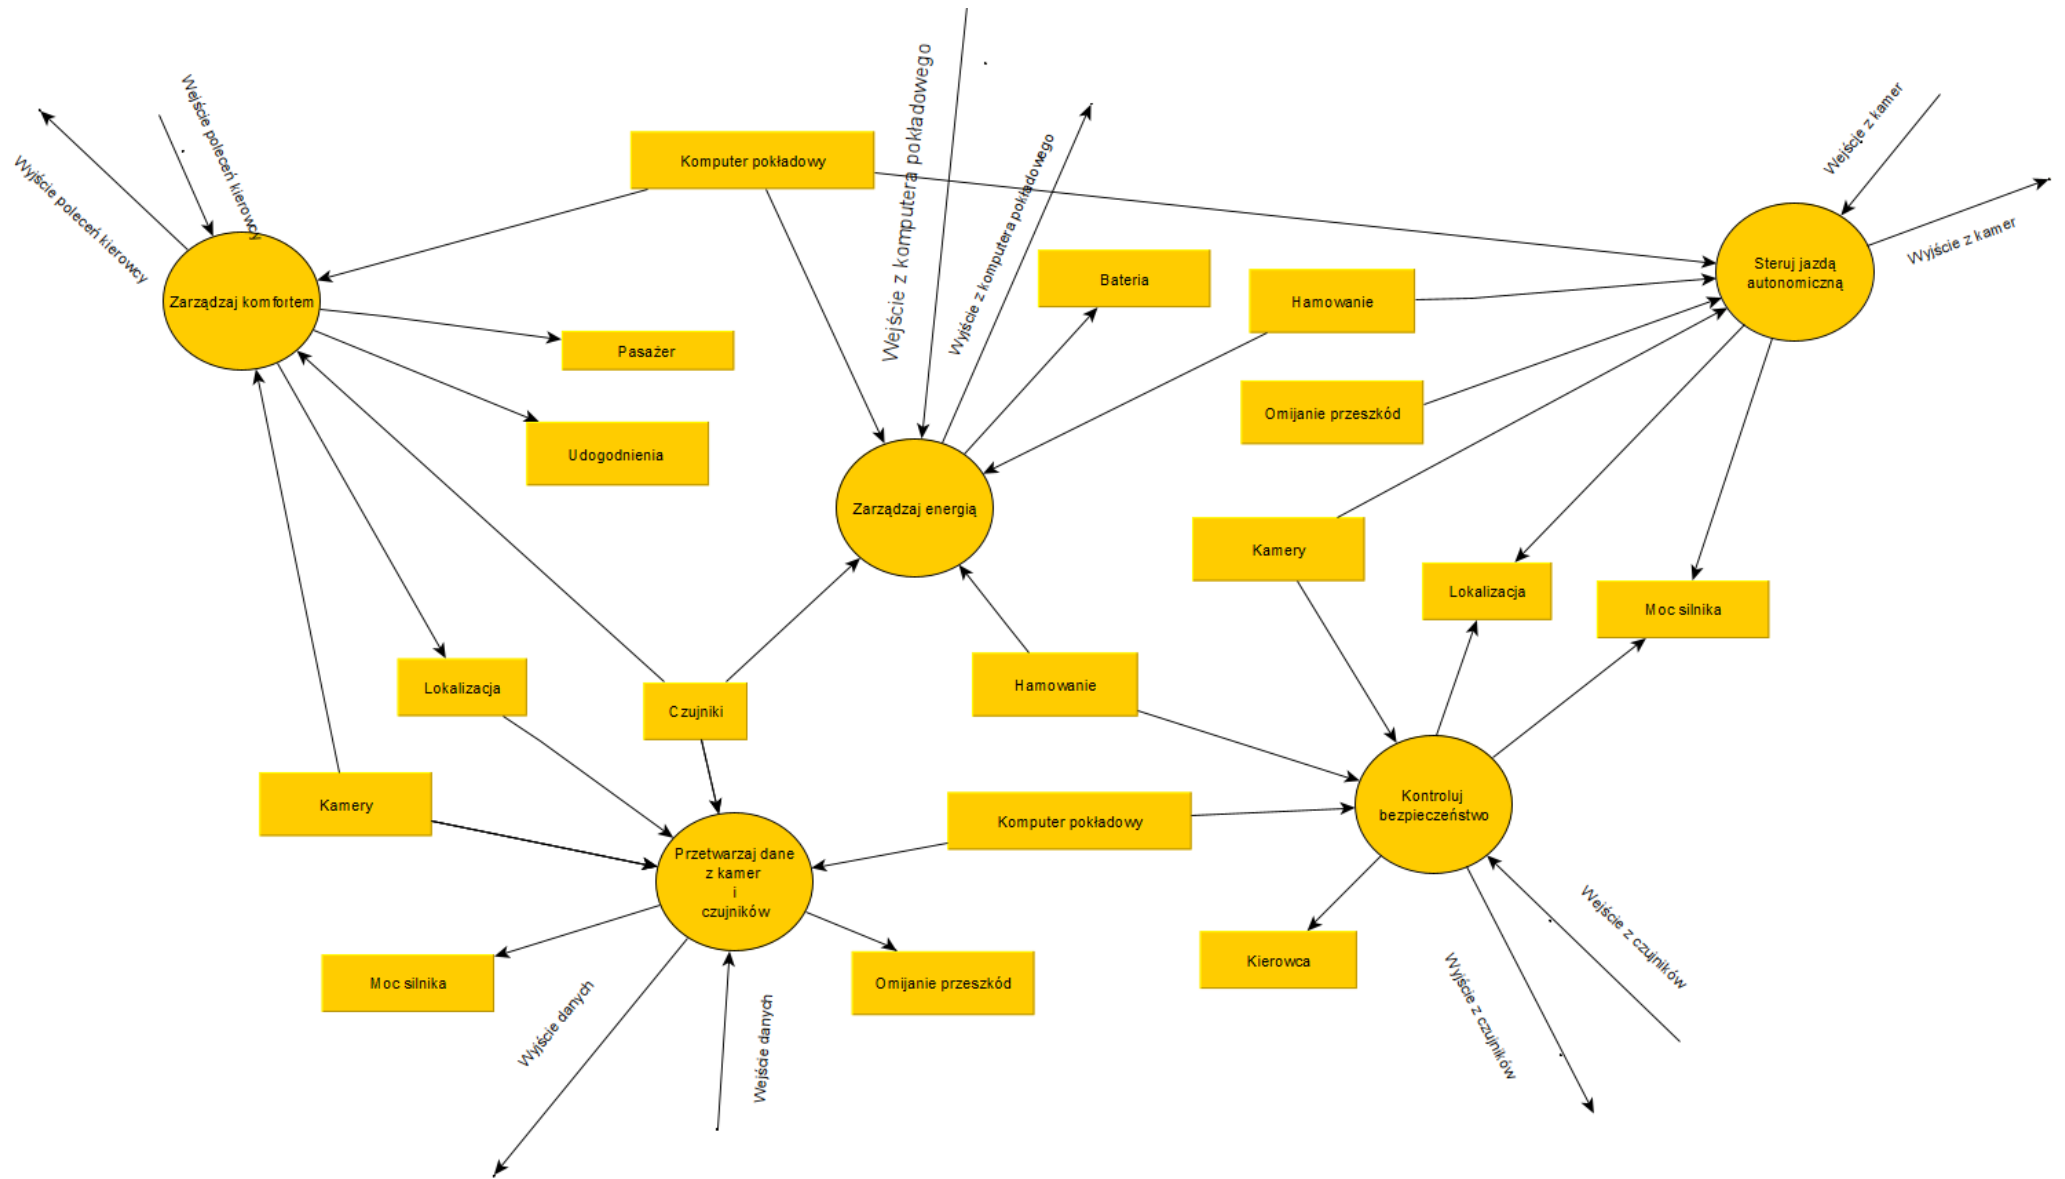 Wejście z komputera pokładowego
Wejście poleceń kierowcy
Wyjście poleceń kierowcy
Komputer pokładowy
Wyjście z komputera pokładowego
Wejście z kamer
Wyjście z kamer
Zarządzaj komfortem
Steruj jazdą
autonomiczną
Bateria
Hamowanie
Pasażer
Omijanie przeszkód
Udogodnienia
Zarządzaj energią
Kamery
Lokalizacja
Moc silnika
Lokalizacja
Czujniki
Hamowanie
Kamery
Komputer pokładowy
Kontroluj
bezpieczeństwo
Przetwarzaj dane
z kamer
i
czujników
Moc silnika
Omijanie przeszkód
Kierowca
Wejście z czujników
Wyjście z czujników
Wyjście danych
Wejście danych